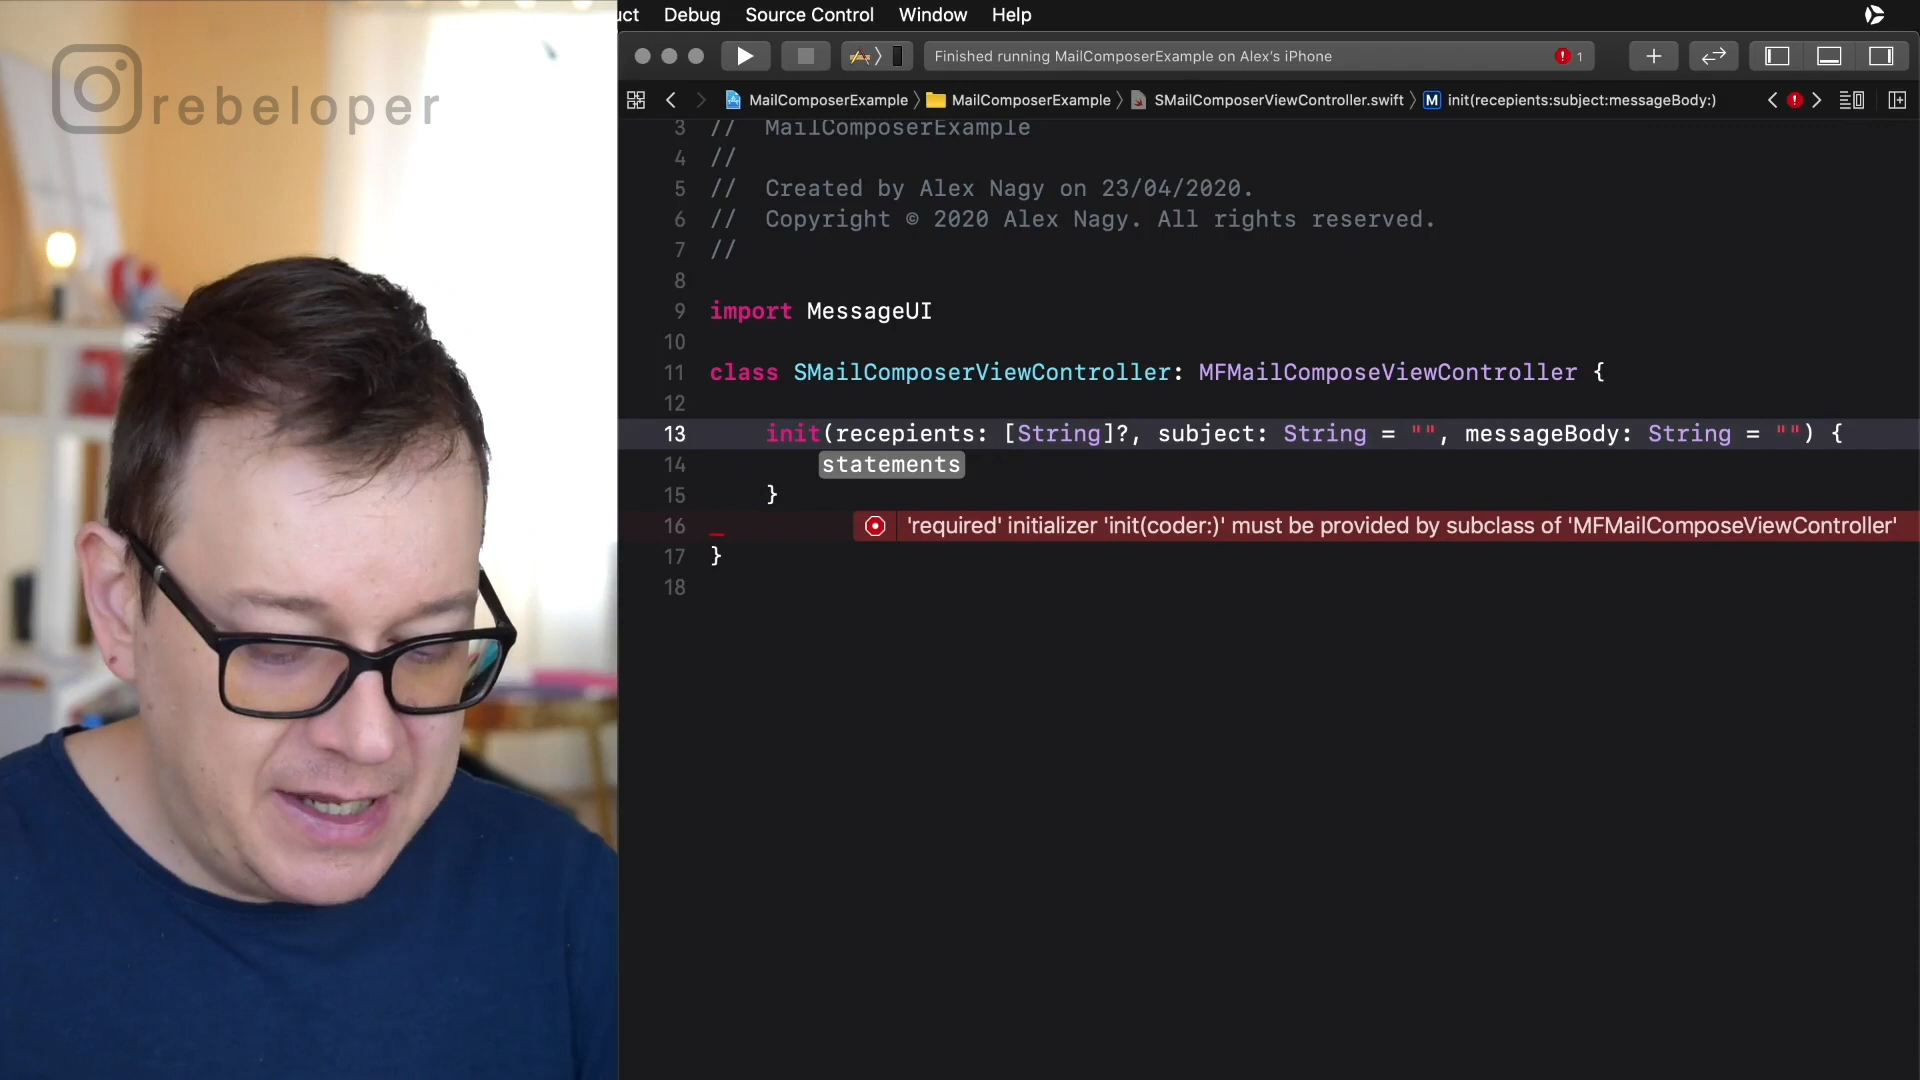 uct Debug Source Control Window Help
Finished running MailComposerExample on Alex's iPhone 1
rebeloper
MailComposerExample MailComposerExample SMailComposerViewController.swift M init(recepients:subject:messageBody:)
3 // MailComposerExample
4 //
5 // Created by Alex Nagy on 23/04/2020.
6 // Copyright © 2020 Alex Nagy. All rights reserved.
7 //
8
9 import MessageUI
10
11 class SMailComposerViewController: MFMailComposeViewController {
12
13 init(recepients: [String]?, subject: String = "", messageBody: String = "") {
14 statements
15 }
16 'required' initializer 'init(coder:)' must be provided by subclass of 'MFMailComposeViewController'
17 }
18